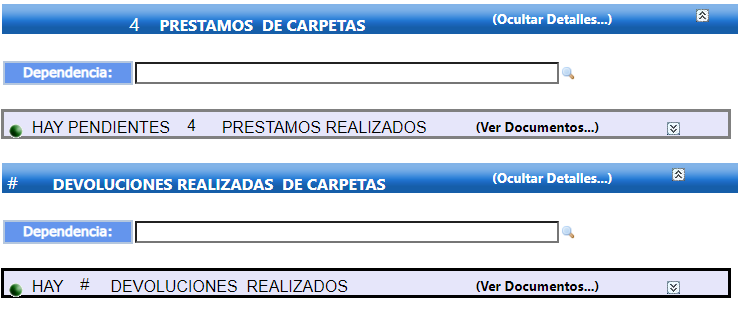 4 PRESTAMOS DE CARPETAS (Ocultar Detalles...)
Dependencia:
HAY PENDIENTES 4 PRESTAMOS REALIZADOS (Ver Documentos...)
# DEVOLUCIONES REALIZADAS DE CARPETAS (Ocultar Detalles...)
Dependencia:
HAY # DEVOLUCIONES REALIZADOS (Ver Documentos...)